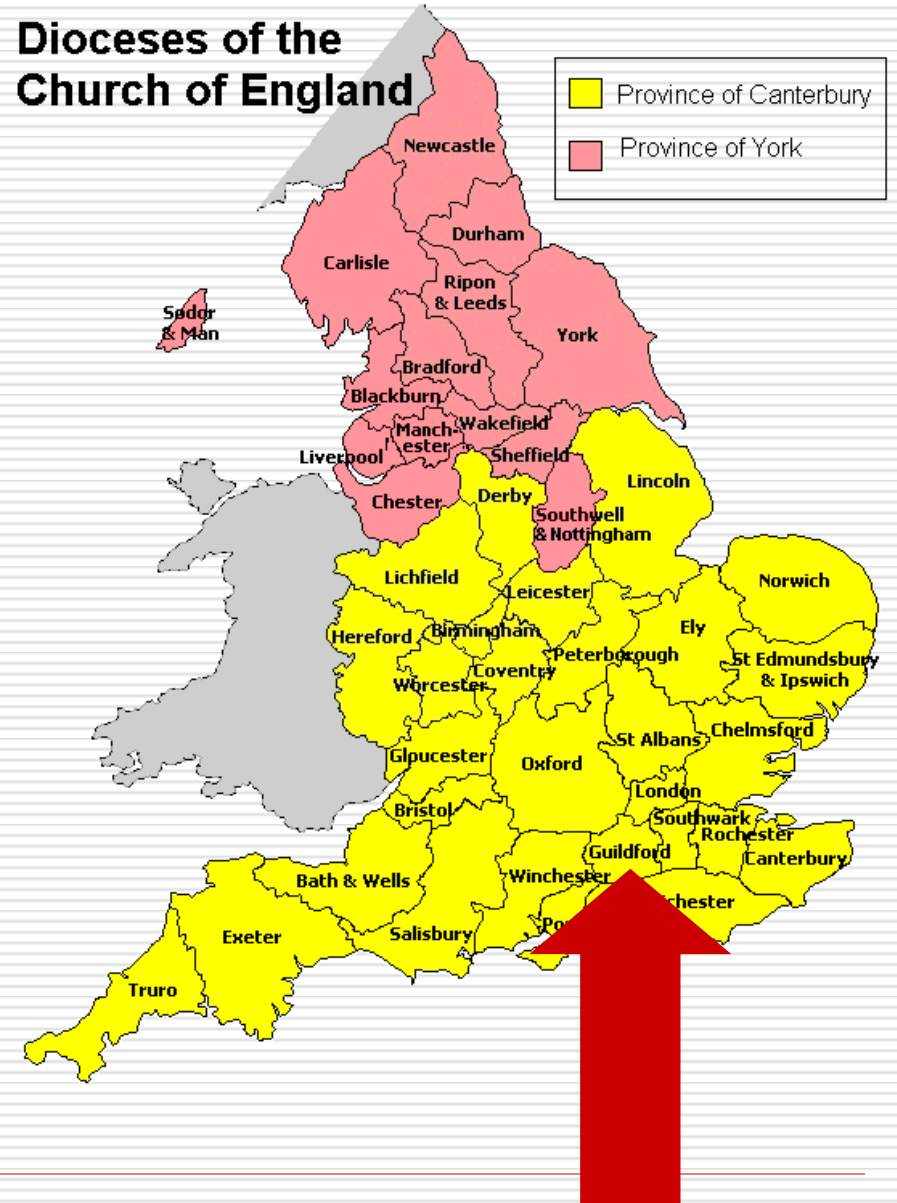 Dioceses of the
Church of England
Province of Canterbury
Province of York
Newcastle
Durham
Carlisle
Ripon
& Leeds
Sodor
& Man
York
Bradford
Blackburn
Manch-
ester
Wakefield
Liverpool
Sheffield
Chester
Derby
Lincoln
Southwell
& Nottingham
Lichfield
Leicester
Norwich
Hereford
Birmingham
Ely
Peterborough
Coventry
Worcester
St Edmundsbury
& Ipswich
Gloucester
Oxford
St Albans
Chelmsford
London
Bristol
Southwark
Rochester
Guildford
Canterbury
Bath & Wells
Winchester
chester
Po
Exeter
Salisbury
Truro